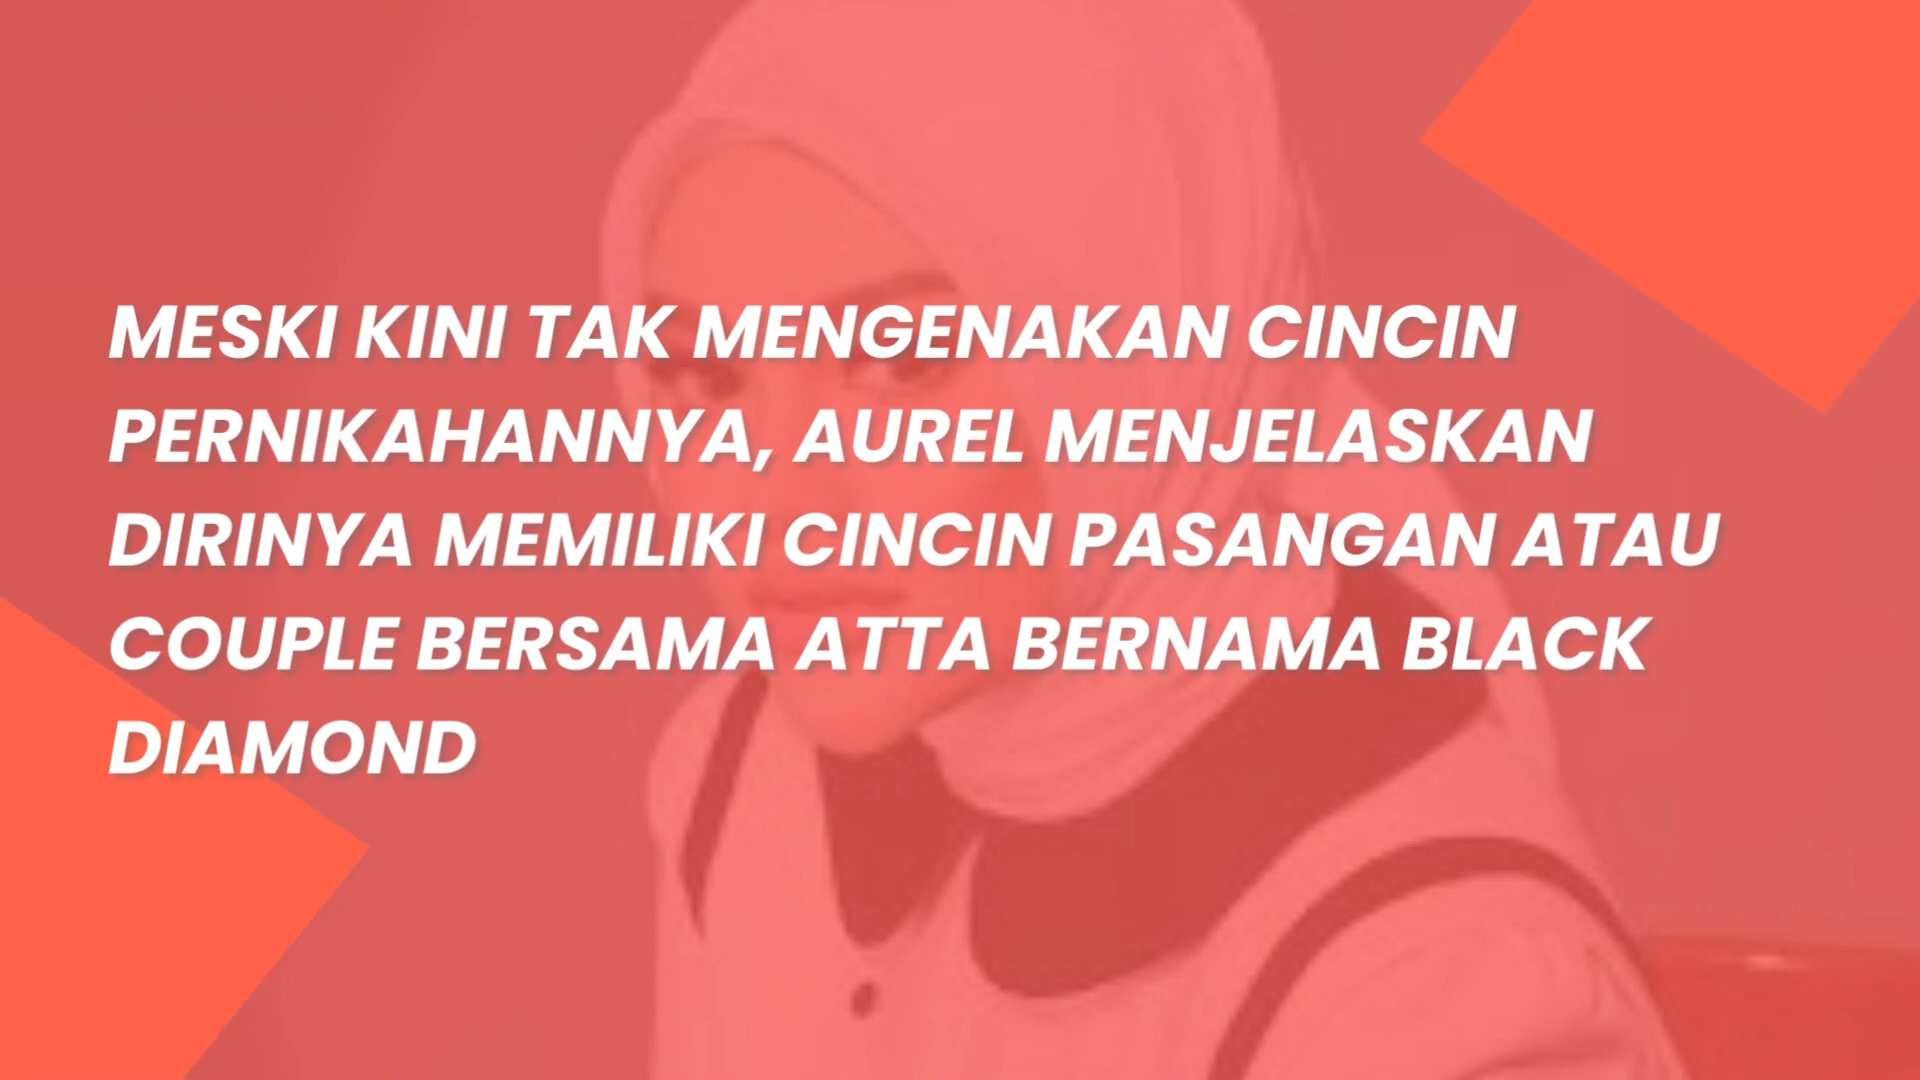 MESKI KINI TAK MENGENAKAN CINCIN
PERNIKAHANNYA, AUREL MENJELASKAN
DIRINYA MEMILIKI CINCIN PASANGAN ATAU
COUPLE BERSAMA ATTA BERNAMA BLACK
DIAMOND